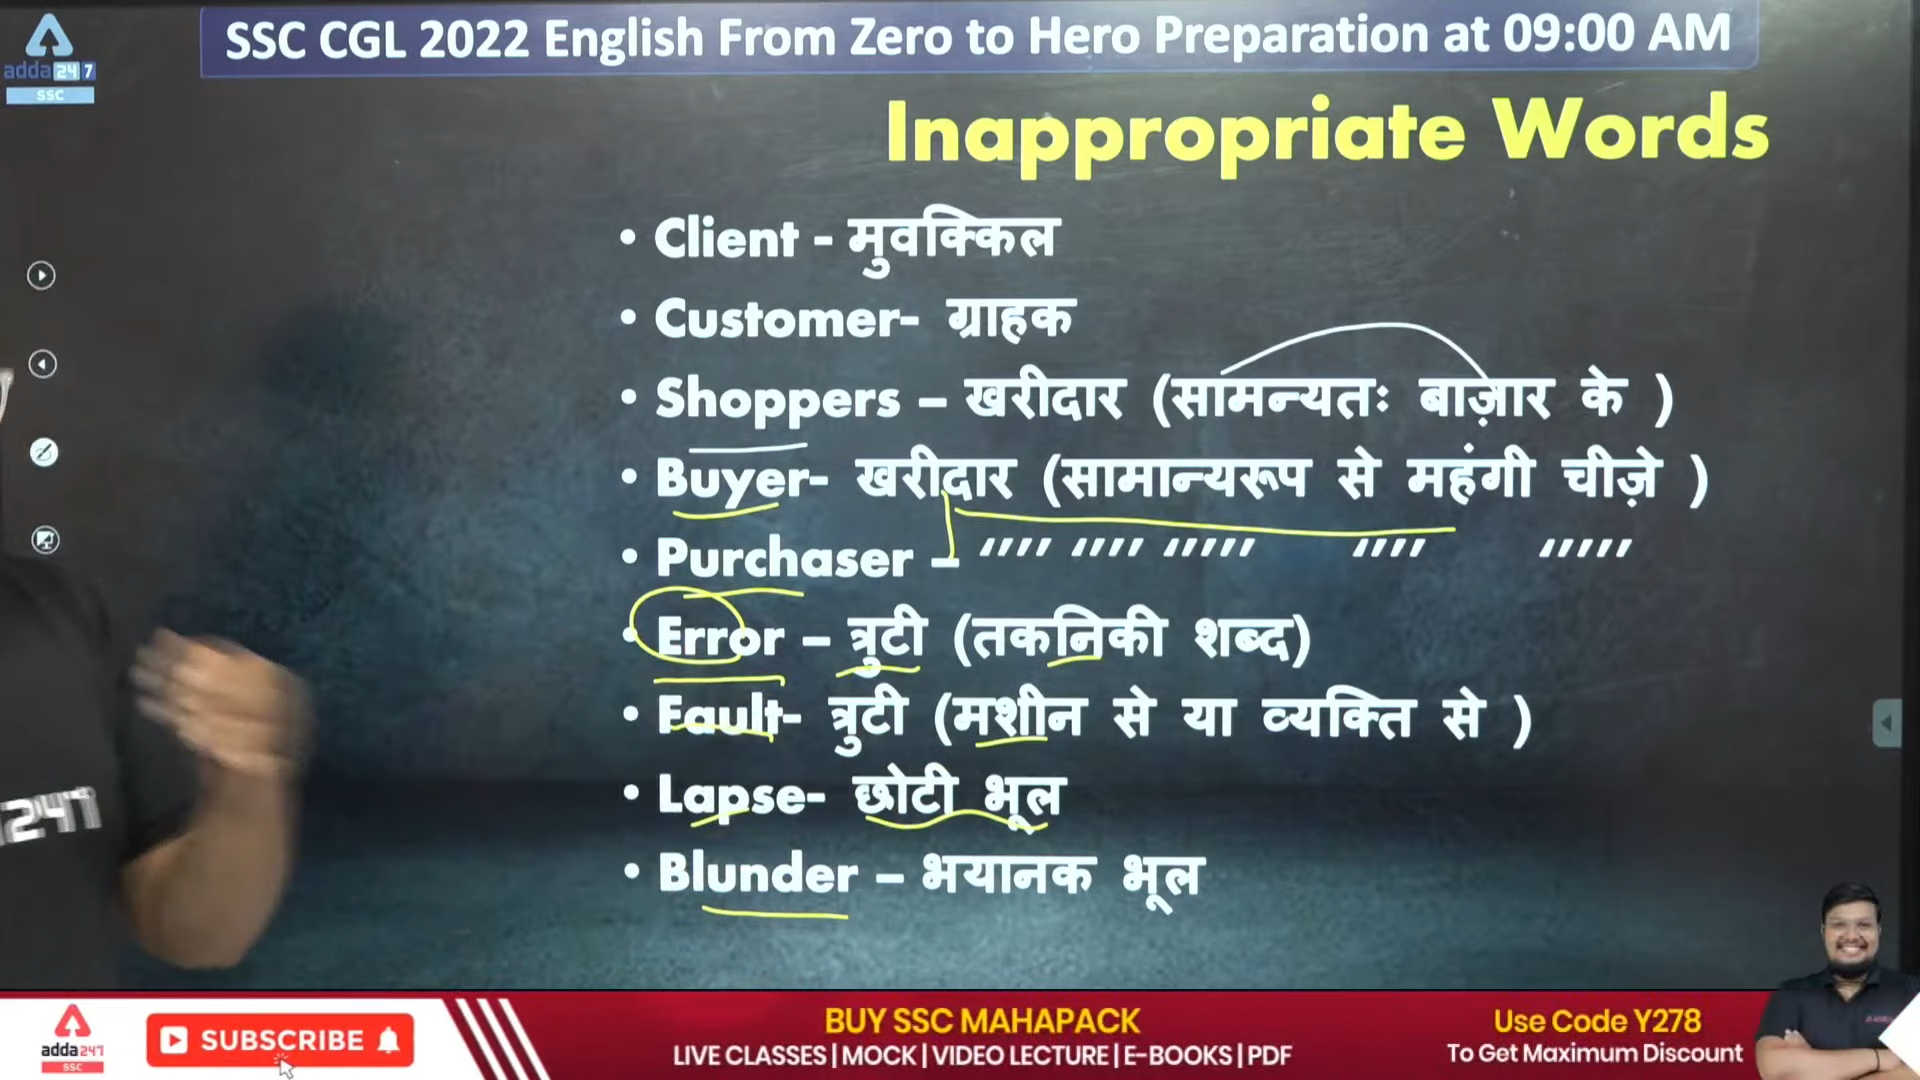 SSC CGL 2022 English From Zero to Hero Preparation at 09:00 AM
adda247
SSC
Inappropriate Words
• Client - मुवक्किल
• Customer- ग्राहक
• Shoppers – खरीदार (सामन्यतः बाज़ार के )
• Buyer- खरीदार (सामान्यरूप से महंगी चीज़े )
• Purchaser – ,,,, ,,,, ,,,,, ,,,, ,,,,,
• Error – त्रुटी (तकनिकी शब्द)
• Fault- त्रुटी (मशीन से या व्यक्ति से )
• Lapse- छोटी भूल
• Blunder – भयानक भूल
247
adda247
SSC
SUBSCRIBE
BUY SSC MAHAPACK
LIVE CLASSES | MOCK | VIDEO LECTURE | E-BOOKS | PDF
Use Code Y278
To Get Maximum Discount